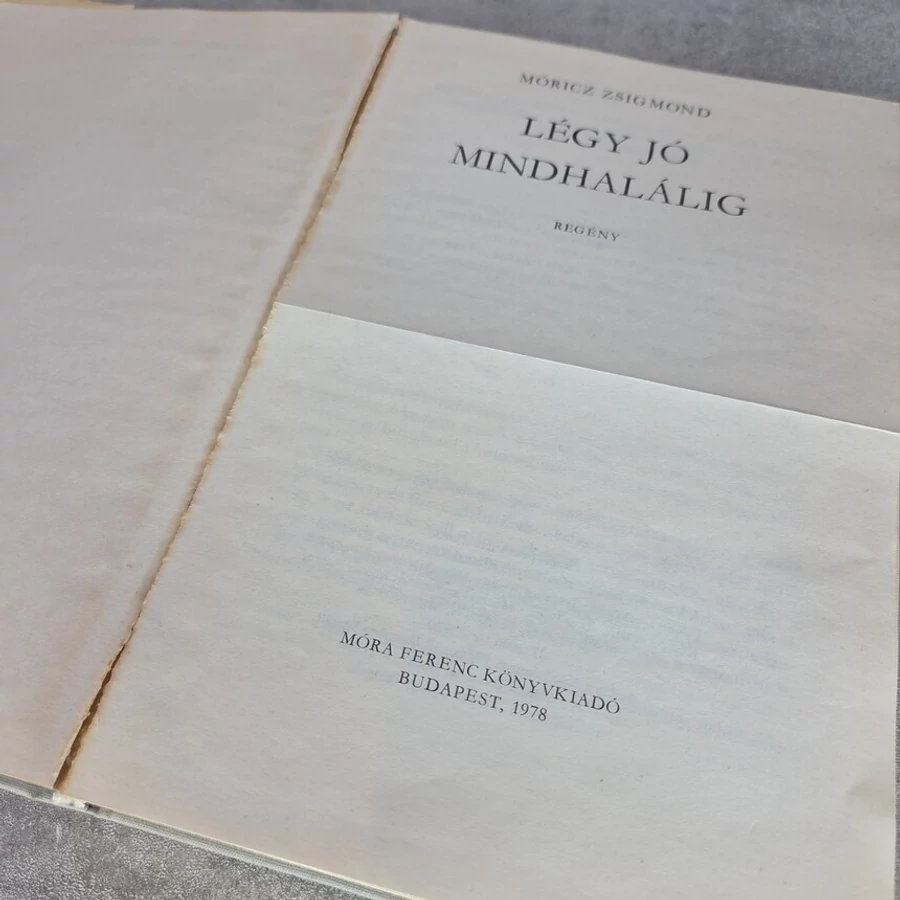 MÓRICZ ZSIGMOND
LÉGY JÓ
MINDHALÁLIG
REGÉNY
MÓRA FERENC KÖNYVKIADÓ
BUDAPEST, 1978